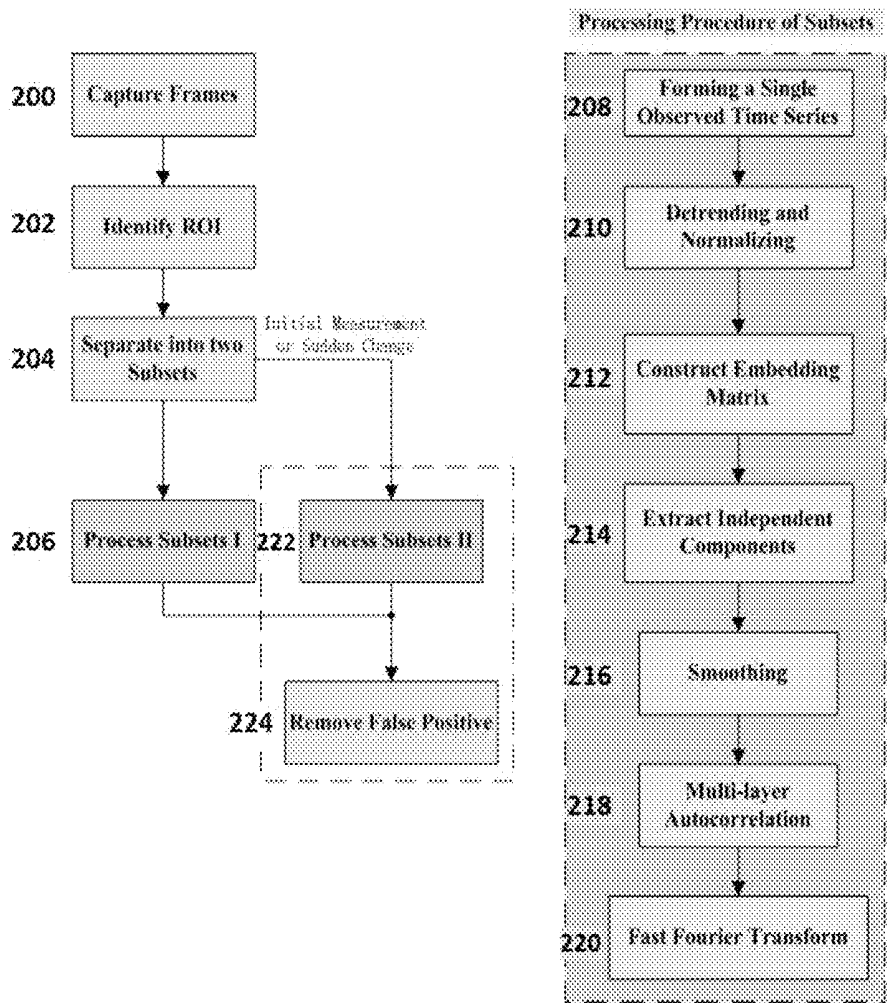 200
Capture Frames
202
Identify ROI
204
Separate into two
Subsets
Initial Measurement
or Sudden Change
206
Process Subsets I
222
Process Subsets II
224
Remove False Positive
Processing Procedure of Subsets
208
Forming a Single
Observed Time Series
210
Detrending and
Normalizing
212
Construct Embedding
Matrix
214
Extract Independent
Components
216
Smoothing
218
Multi-layer
Autocorrelation
220
Fast Fourier Transform